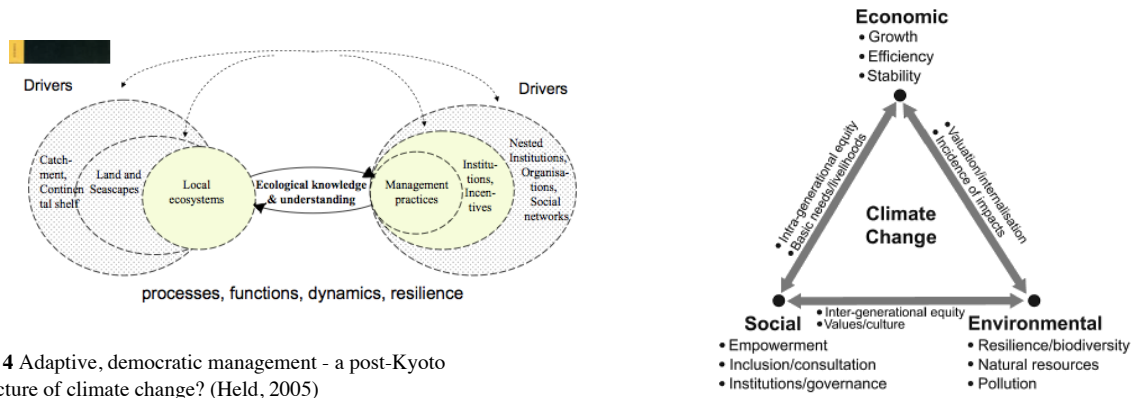 Drivers
Drivers
Catch-
ment,
Continen
tal shelf
Land and
Seascapes
Local
ecosystems
Ecological knowledge
& understanding
Management
practices
Institu-
tions,
Incen-
tives
Nested
Institutions,
Organisa-
tions,
Social
networks
processes, functions, dynamics, resilience
4 Adaptive, democratic management - a post-Kyoto
cture of climate change? (Held, 2005)
Economic
• Growth
• Efficiency
• Stability
• Intra-generational equity
• Basic needs/livelihoods
• Valuation/internalisation
• Incidence of impacts
Climate
Change
• Inter-generational equity
• Values/culture
Social
• Empowerment
• Inclusion/consultation
• Institutions/governance
Environmental
• Resilience/biodiversity
• Natural resources
• Pollution